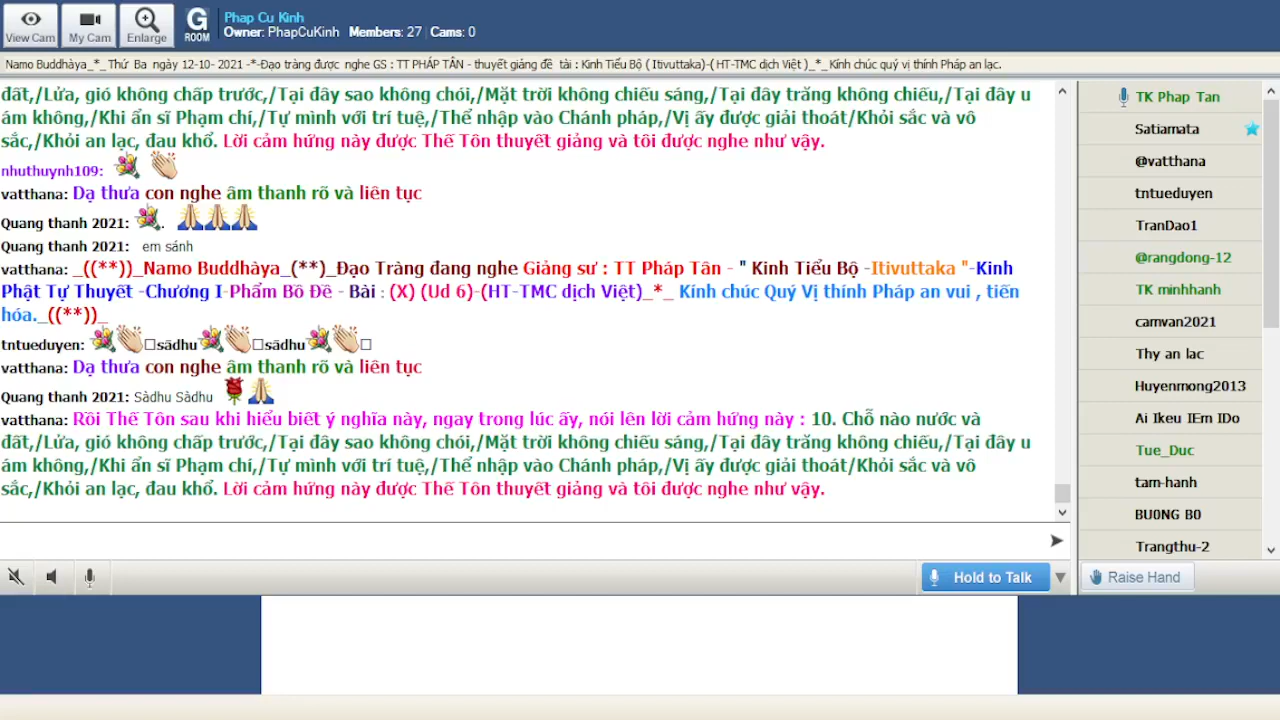 View Cam
My Cam
Enlarge
G
ROOM
Phap Cu Kinh
Owner: PhapCuKinh Members: 27 Cams: 0
Namo Buddhàya_*_Thứ Ba ngày 12-10- 2021 -*-Đạo tràng được nghe GS : TT PHÁP TÂN - thuyết giảng đề tài : Kinh Tiểu Bộ ( Itivuttaka)-( HT-TMC dịch Việt )_*_Kính chúc quý vị thính Pháp an lạc.
đất,/Lửa, gió không chấp trước,/Tại đây sao không chói,/Mặt trời không chiếu sáng,/Tại đây trăng không chiếu,/Tại đây u
ám không,/Khi ẩn sĩ Phạm chí,/Tự mình với trí tuệ,/Thể nhập vào Chánh pháp,/Vị ấy được giải thoát/Khỏi sắc và vô
sắc,/Khỏi an lạc, đau khổ. Lời cảm hứng này được Thế Tôn thuyết giảng và tôi được nghe như vậy.
nhuthuynh109:
vatthana: Dạ thưa con nghe âm thanh rõ và liên tục
Quang thanh 2021: .
Quang thanh 2021: em sánh
vatthana: _((**))_Namo Buddhàya_(**)_Đạo Tràng đang nghe Giảng sư : TT Pháp Tân - " Kinh Tiểu Bộ -Itivuttaka "-Kinh
Phật Tự Thuyết -Chương I-Phẩm Bồ Đề - Bài : (X) (Ud 6)-(HT-TMC dịch Việt)_*_ Kính chúc Quý Vị thính Pháp an vui , tiến
hóa._((**))_
tntueduyen: sādhu sādhu
vatthana: Dạ thưa con nghe âm thanh rõ và liên tục
Quang thanh 2021: Sàdhu Sàdhu
vatthana: Rồi Thế Tôn sau khi hiểu biết ý nghĩa này, ngay trong lúc ấy, nói lên lời cảm hứng này : 10. Chỗ nào nước và
đất,/Lửa, gió không chấp trước,/Tại đây sao không chói,/Mặt trời không chiếu sáng,/Tại đây trăng không chiếu,/Tại đây u
ám không,/Khi ẩn sĩ Phạm chí,/Tự mình với trí tuệ,/Thể nhập vào Chánh pháp,/Vị ấy được giải thoát/Khỏi sắc và vô
sắc,/Khỏi an lạc, đau khổ. Lời cảm hứng này được Thế Tôn thuyết giảng và tôi được nghe như vậy.
Hold to Talk
TK Phap Tan
Satiamata
@vatthana
tntueduyen
TranDao1
@rangdong-12
TK minhhanh
camvan2021
Thy an lac
Huyenmong2013
Ai Ikeu IEm IDo
Tue_Duc
tam-hanh
BU0NG B0
Trangthu-2
Raise Hand